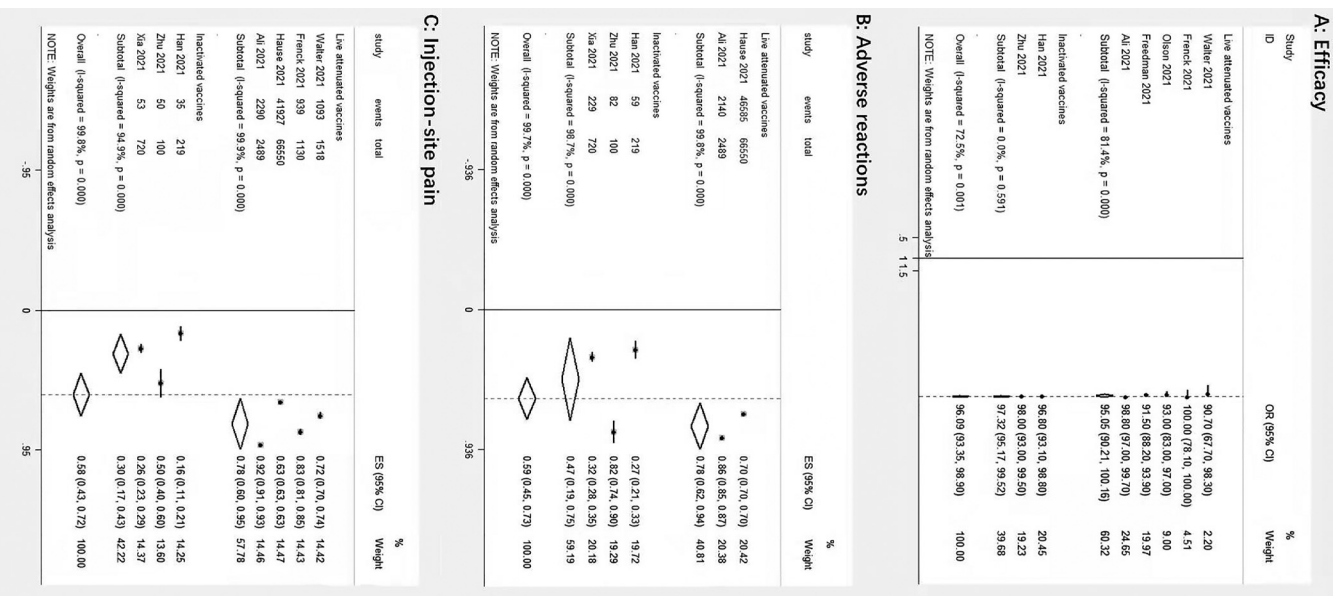 A: Efficacy
Study ID OR (95% CI) % Weight
Live attenuated vaccines
Walter 2021 90.70 (67.70, 98.30) 2.20
Frenck 2021 100.00 (78.10, 100.00) 4.51
Olson 2021 93.00 (83.00, 97.00) 9.00
Freedman 2021 91.50 (88.20, 93.90) 19.97
Ali 2021 98.80 (97.00, 99.70) 24.65
Subtotal (I-squared = 81.4%, p = 0.000) 95.05 (90.21, 100.16) 60.32
.
Inactivated vaccines
Han 2021 96.80 (93.10, 98.80) 20.45
Zhu 2021 98.00 (93.00, 99.50) 19.23
Subtotal (I-squared = 0.0%, p = 0.591) 97.32 (95.17, 99.52) 39.68
.
Overall (I-squared = 72.5%, p = 0.001) 96.09 (93.35, 98.90) 100.00
NOTE: Weights are from random effects analysis
.5 1 1.5
B: Adverse reactions
study events total ES (95% CI) % Weight
Live attenuated vaccines
Hause 2021 46585 66550 0.70 (0.70, 0.70) 20.42
Ali 2021 2140 2489 0.86 (0.85, 0.87) 20.38
Subtotal (I-squared = 99.8%, p = 0.000) 0.78 (0.62, 0.94) 40.81
.
Inactivated vaccines
Han 2021 59 219 0.27 (0.21, 0.33) 19.72
Zhu 2021 82 100 0.82 (0.74, 0.90) 19.29
Xia 2021 229 720 0.32 (0.28, 0.35) 20.18
Subtotal (I-squared = 98.7%, p = 0.000) 0.47 (0.19, 0.75) 59.19
.
Overall (I-squared = 99.7%, p = 0.000) 0.59 (0.45, 0.73) 100.00
NOTE: Weights are from random effects analysis
-.936 0 .936
C: Injection-site pain
study events total ES (95% CI) % Weight
Live attenuated vaccines
Walter 2021 1093 1518 0.72 (0.70, 0.74) 14.42
Frenck 2021 939 1130 0.83 (0.81, 0.85) 14.43
Hause 2021 41927 66550 0.63 (0.63, 0.63) 14.47
Ali 2021 2290 2489 0.92 (0.91, 0.93) 14.46
Subtotal (I-squared = 99.9%, p = 0.000) 0.78 (0.60, 0.95) 57.78
.
Inactivated vaccines
Han 2021 35 219 0.16 (0.11, 0.21) 14.25
Zhu 2021 50 100 0.50 (0.40, 0.60) 13.60
Xia 2021 53 720 0.26 (0.23, 0.29) 14.37
Subtotal (I-squared = 94.9%, p = 0.000) 0.30 (0.17, 0.43) 42.22
.
Overall (I-squared = 99.8%, p = 0.000) 0.58 (0.43, 0.72) 100.00
NOTE: Weights are from random effects analysis
-.95 0 .95